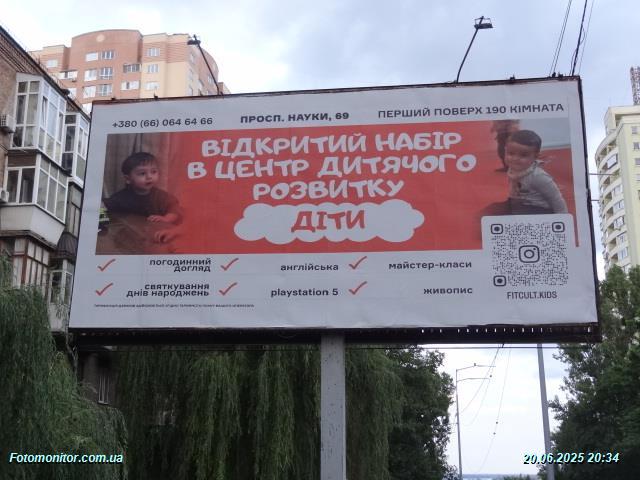 +380 (66) 064 64 66 ПРОСП. НАУКИ, 69 ПЕРШИЙ ПОВЕРХ 190 КІМНАТА
ВІДКРИТИЙ НАБІР
В ЦЕНТР ДИТЯЧОГО
РОЗВИТКУ
ДІТИ
погодинний
догляд
англійська
майстер-класи
святкування
днів народжень
playstation 5
живопис
FITCULT.KIDS
Fotomonitor.com.ua
20.06.2025 20:34